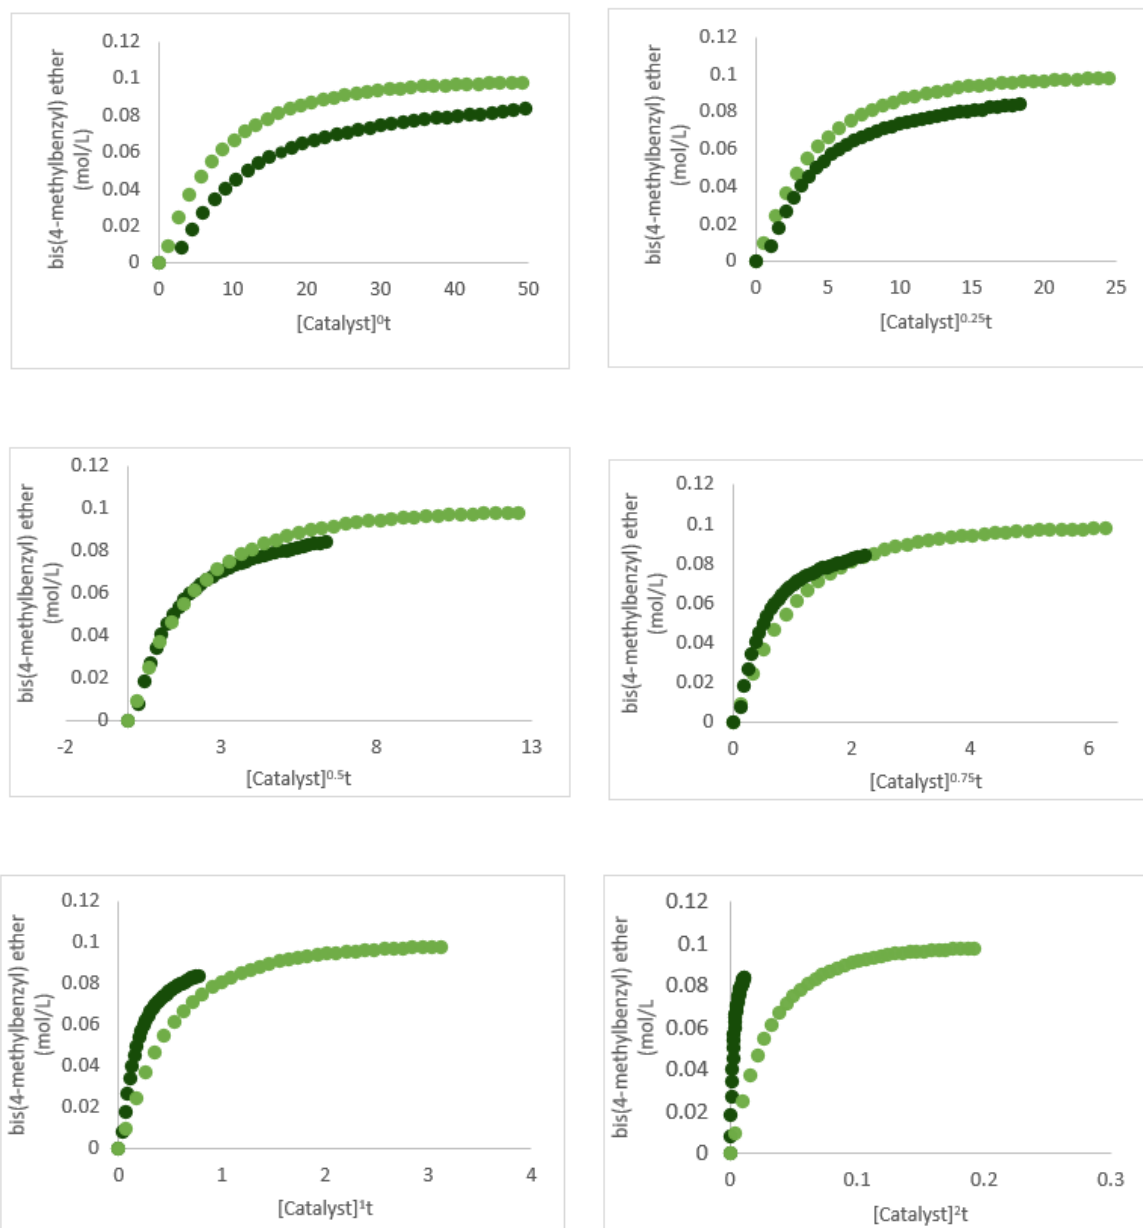 0.12
0.1
0.08
0.06
0.04
0.02
0
bis(4-methylbenzyl) ether
(mol/L)
0 10 20 30 40 50
[Catalyst]⁰t
0.12
0.1
0.08
0.06
0.04
0.02
0
bis(4-methylbenzyl) ether
(mol/L)
0 5 10 15 20 25
[Catalyst]⁰·²⁵t
0.12
0.1
0.08
0.06
0.04
0.02
0
bis(4-methylbenzyl) ether
(mol/L)
-2 3 8 13
[Catalyst]⁰·⁵t
0.12
0.1
0.08
0.06
0.04
0.02
0
bis(4-methylbenzyl) ether
(mol/L)
0 2 4 6
[Catalyst]⁰·⁷⁵t
0.12
0.1
0.08
0.06
0.04
0.02
0
bis(4-methylbenzyl) ether
(mol/L)
0 1 2 3 4
[Catalyst]¹t
0.12
0.1
0.08
0.06
0.04
0.02
0
bis(4-methylbenzyl) ether
(mol/L
0 0.1 0.2 0.3
[Catalyst]²t